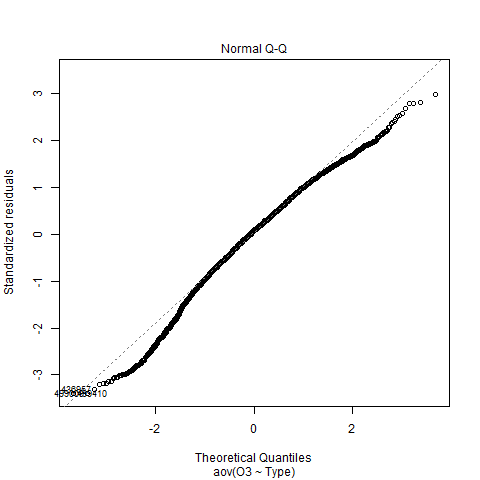 Normal Q-Q
Standardized residuals
3
2
1
0
-1
-2
-3
-2
0
2
Theoretical Quantiles
aov(O3 ~ Type)